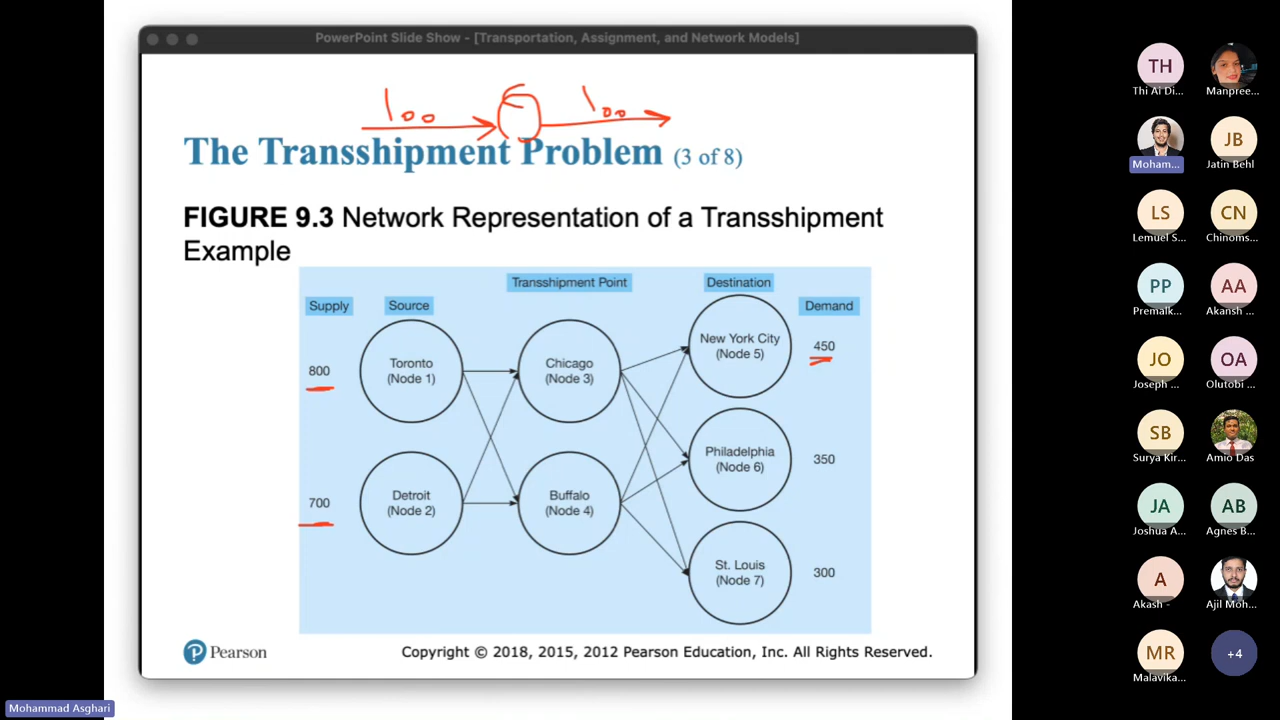 PowerPoint Slide Show - [Transportation, Assignment, and Network Models]
100 100
The Transshipment Problem (3 of 8)
FIGURE 9.3 Network Representation of a Transshipment
Example
Transshipment Point
Destination
Supply
Source
Demand
800
Toronto
(Node 1)
Chicago
(Node 3)
New York City
(Node 5)
450
Philadelphia
(Node 6)
350
700
Detroit
(Node 2)
Buffalo
(Node 4)
St. Louis
(Node 7)
300
Pearson
Copyright © 2018, 2015, 2012 Pearson Education, Inc. All Rights Reserved.
Mohammad Asghari
TH
Thi Ai Di...
Manpree...
Moham...
JB
Jatin Behl
LS
Lemuel S...
CN
Chinoms...
PP
Premalk...
AA
Akansh ...
JO
Joseph ...
OA
Olutobi ...
SB
Surya Kir...
Amio Das
JA
Joshua A...
AB
Agnes B...
A
Akash -
Ajil Moh...
MR
Malavika...
+4